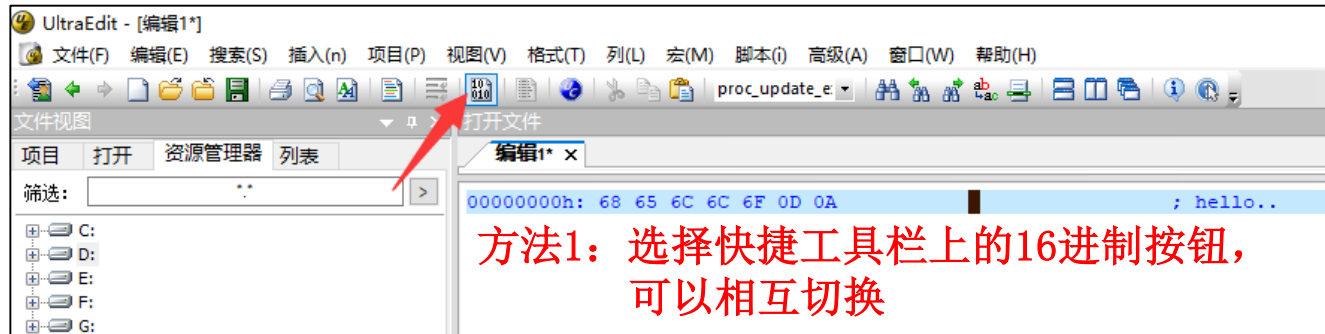 UltraEdit - [编辑1*]
文件(F) 编辑(E) 搜索(S) 插入(n) 项目(P) 视图(V) 格式(T) 列(L) 宏(M) 脚本(i) 高级(A) 窗口(W) 帮助(H)
proc_update_e:
文件视图
打开文件
项目 打开 资源管理器 列表
编辑1* x
筛选: *.* >
00000000h: 68 65 6C 6C 6F 0D 0A ; hello..
C:
D:
E:
F:
G:
方法1：选择快捷工具栏上的16进制按钮，
可以相互切换